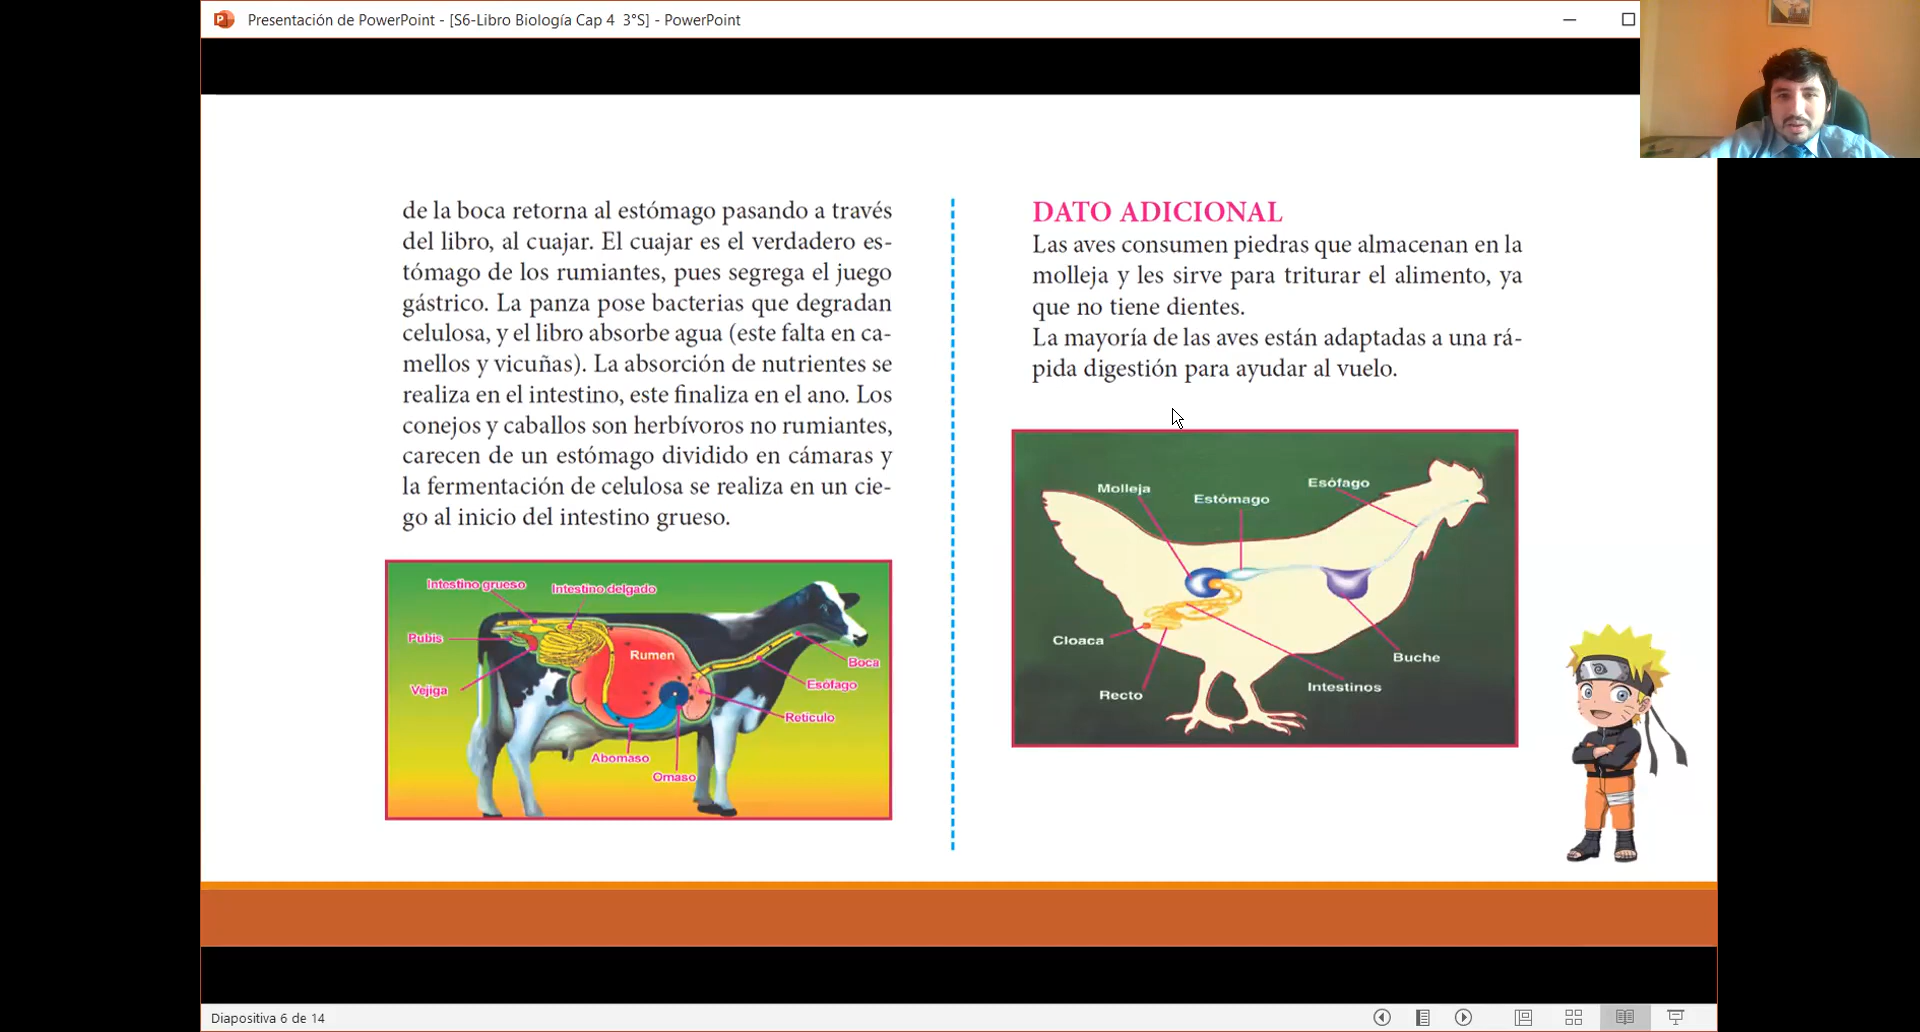 Presentación de PowerPoint - [S6-Libro Biología Cap 4  3°S] - PowerPoint
de la boca retorna al estómago pasando a través
del libro, al cuajar. El cuajar es el verdadero es-
tómago de los rumiantes, pues segrega el juego
gástrico. La panza pose bacterias que degradan
celulosa, y el libro absorbe agua (este falta en ca-
mellos y vicuñas). La absorción de nutrientes se
realiza en el intestino, este finaliza en el ano. Los
conejos y caballos son herbívoros no rumiantes,
carecen de un estómago dividido en cámaras y
la fermentación de celulosa se realiza en un cie-
go al inicio del intestino grueso.
Intestino grueso
Intestino delgado
Pubis
Rumen
Boca
Esófago
Vejiga
Retículo
Abomaso
Omaso
DATO ADICIONAL
Las aves consumen piedras que almacenan en la
molleja y les sirve para triturar el alimento, ya
que no tiene dientes.
La mayoría de las aves están adaptadas a una rá-
pida digestión para ayudar al vuelo.
Molleja
Estómago
Esófago
Cloaca
Buche
Recto
Intestinos
Diapositiva 6 de 14